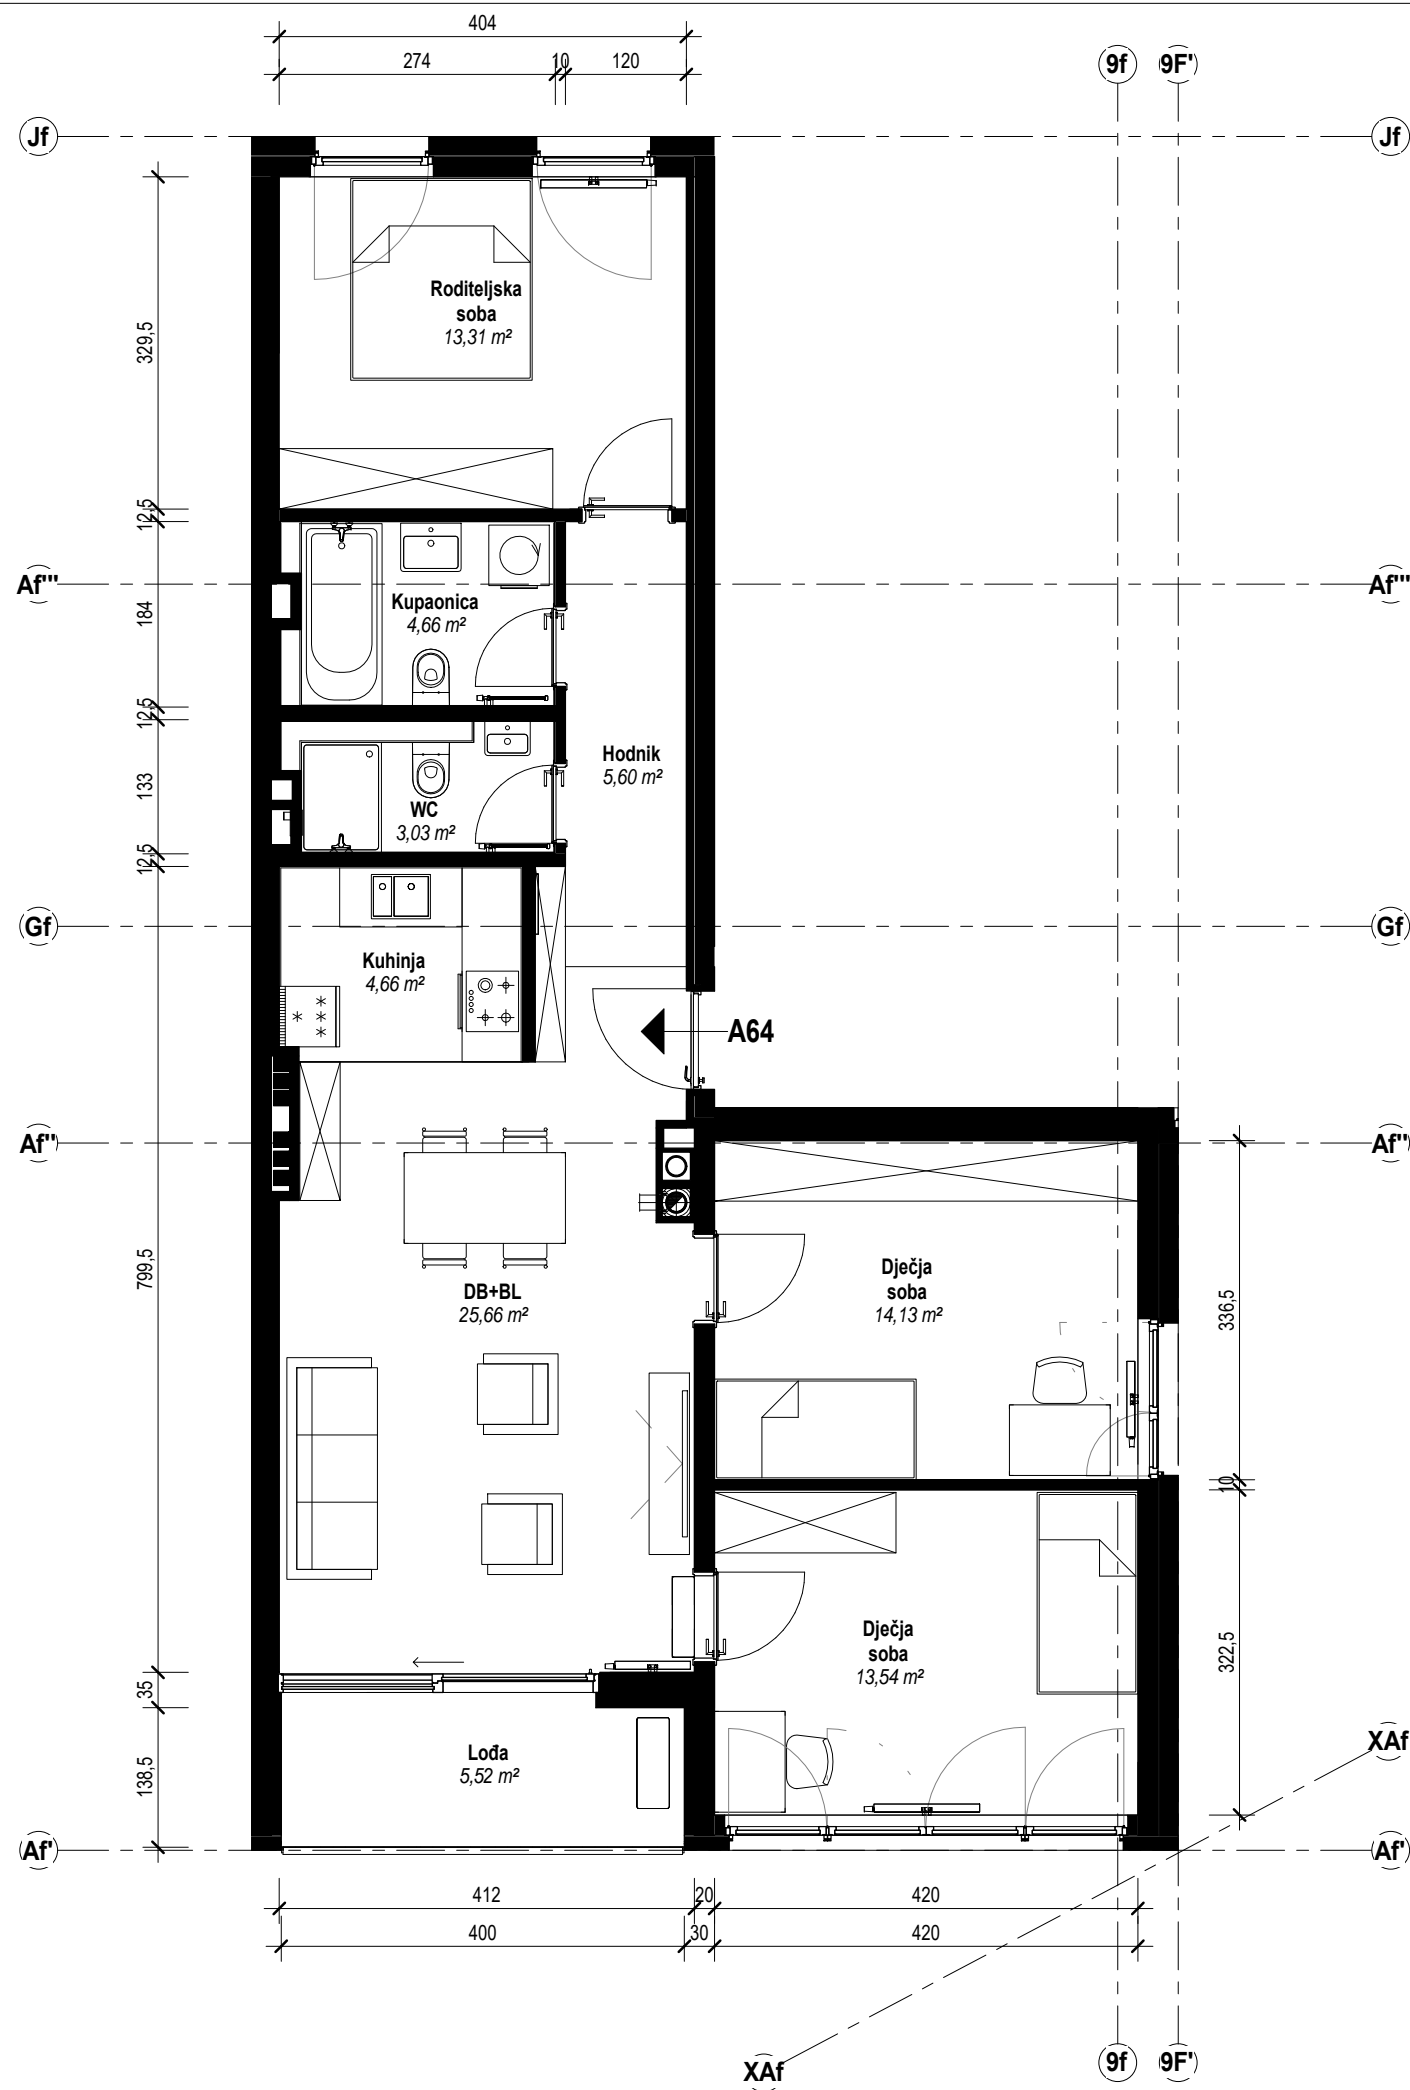 404
274
10
120
9f
9F'
Jf
Jf
329,5
Roditeljska
soba
13,31 m²
12,5
Af'''
Af'''
184
Kupaonica
4,66 m²
12,5
133
WC
3,03 m²
Hodnik
5,60 m²
12,5
Gf
Gf
Kuhinja
4,66 m²
A64
Af''
Af''
799,5
DB+BL
25,66 m²
Dječja
soba
14,13 m²
336,5
10
Dječja
soba
13,54 m²
322,5
35
138,5
Lođa
5,52 m²
XAf
Af'
Af'
412
20
420
400
30
420
XAf
9f
9F'